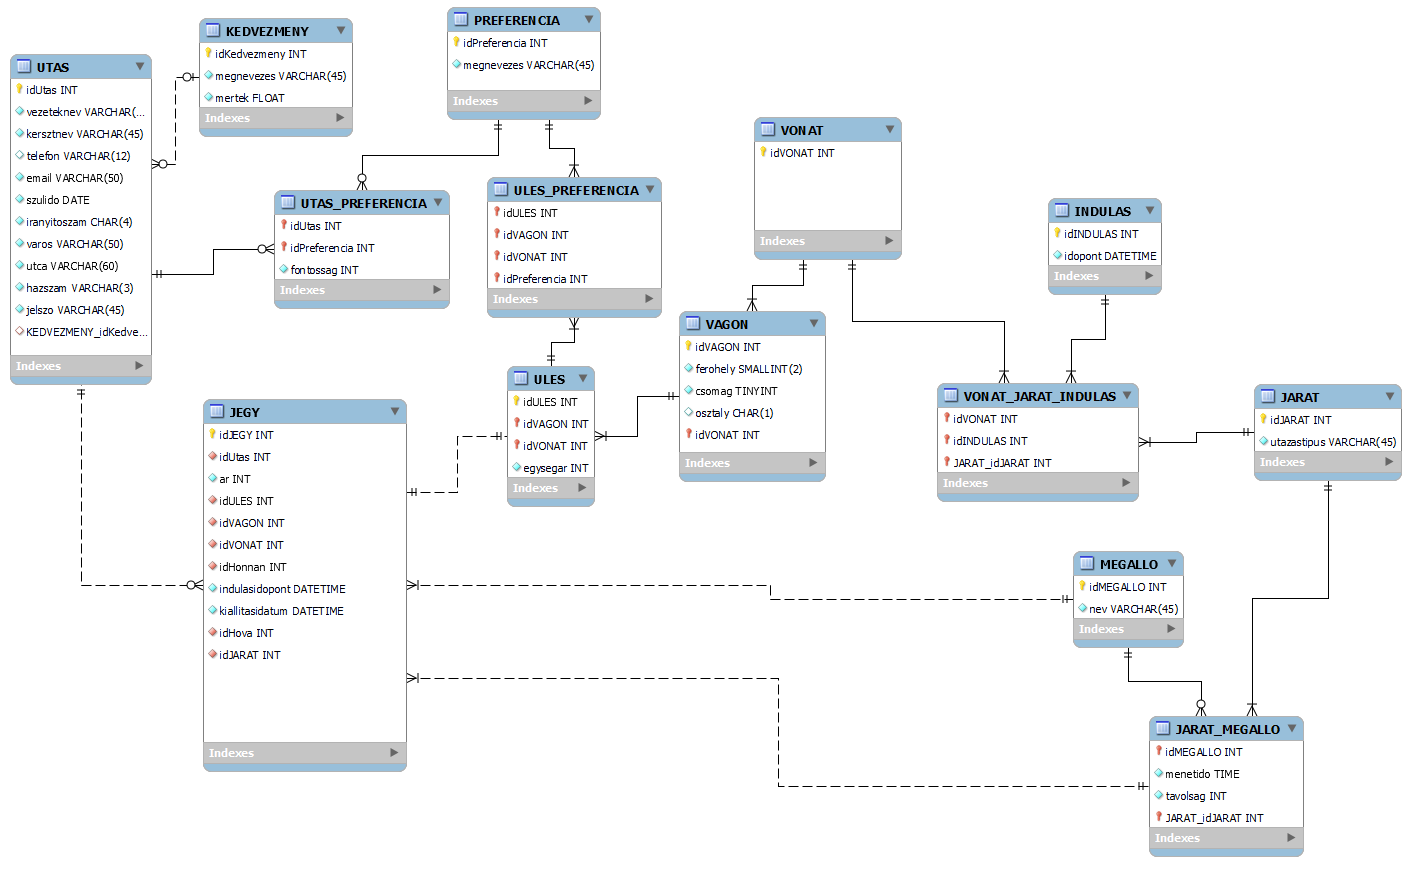 UTAS
idUtas INT
vezeteknev VARCHAR(...
kersztnev VARCHAR(45)
telefon VARCHAR(12)
email VARCHAR(50)
szulido DATE
iranyitoszam CHAR(4)
varos VARCHAR(50)
utca VARCHAR(60)
hazszam VARCHAR(3)
jelszo VARCHAR(45)
KEDVEZMENY_idKedve...
Indexes
KEDVEZMENY
idKedvezmeny INT
megnevezes VARCHAR(45)
mertek FLOAT
Indexes
PREFERENCIA
idPreferencia INT
megnevezes VARCHAR(45)
Indexes
UTAS_PREFERENCIA
idUtas INT
idPreferencia INT
fontossag INT
Indexes
ULES_PREFERENCIA
idULES INT
idVAGON INT
idVONAT INT
idPreferencia INT
Indexes
VONAT
idVONAT INT
Indexes
INDULAS
idINDULAS INT
idopont DATETIME
Indexes
VAGON
idVAGON INT
ferohely SMALLINT(2)
csomag TINYINT
osztaly CHAR(1)
idVONAT INT
Indexes
ULES
idULES INT
idVAGON INT
idVONAT INT
egysegar INT
Indexes
VONAT_JARAT_INDULAS
idVONAT INT
idINDULAS INT
JARAT_idJARAT INT
Indexes
JARAT
idJARAT INT
utazastipus VARCHAR(45)
Indexes
JEGY
idJEGY INT
idUtas INT
ar INT
idULES INT
idVAGON INT
idVONAT INT
idHonnan INT
indulasidopont DATETIME
kiallitasidatum DATETIME
idHova INT
idJARAT INT
Indexes
MEGALLO
idMEGALLO INT
nev VARCHAR(45)
Indexes
JARAT_MEGALLO
idMEGALLO INT
menetido TIME
tavolsag INT
JARAT_idJARAT INT
Indexes